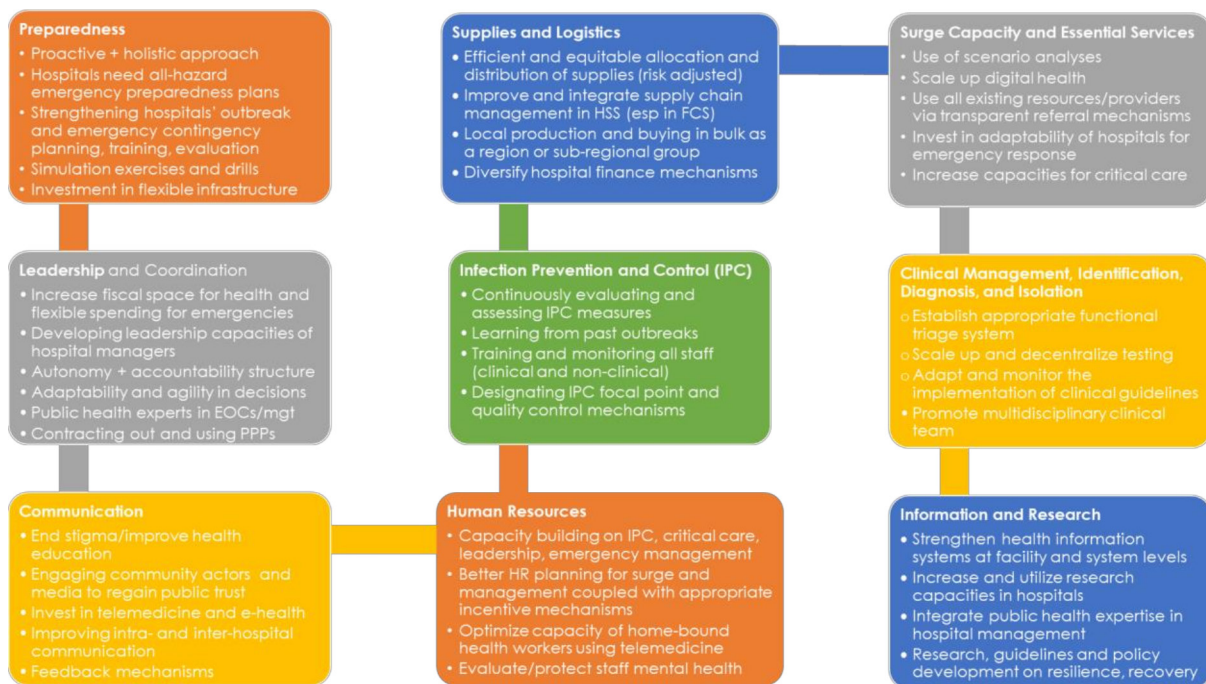 Preparedness
• Proactive + holistic approach
• Hospitals need all-hazard
emergency preparedness plans
• Strengthening hospitals' outbreak
and emergency contingency
planning, training, evaluation
• Simulation exercises and drills
• Investment in flexible infrastructure
Leadership and Coordination
• Increase fiscal space for health and
flexible spending for emergencies
• Developing leadership capacities of
hospital managers
• Autonomy + accountability structure
• Adaptability and agility in decisions
• Public health experts in EOCs/mgt
• Contracting out and using PPPs
Communication
• End stigma/improve health
education
• Engaging community actors and
media to regain public trust
• Invest in telemedicine and e-health
• Improving intra- and inter-hospital
communication
• Feedback mechanisms
Human Resources
• Capacity building on IPC, critical care,
leadership, emergency management
• Better HR planning for surge and
management coupled with appropriate
incentive mechanisms
• Optimize capacity of home-bound
health workers using telemedicine
• Evaluate/protect staff mental health
Infection Prevention and Control (IPC)
• Continuously evaluating and
assessing IPC measures
• Learning from past outbreaks
• Training and monitoring all staff
(clinical and non-clinical)
• Designating IPC focal point and
quality control mechanisms
Supplies and Logistics
• Efficient and equitable allocation and
distribution of supplies (risk adjusted)
• Improve and integrate supply chain
management in HSS (esp in FCS)
• Local production and buying in bulk as
a region or sub-regional group
• Diversify hospital finance mechanisms
Surge Capacity and Essential Services
• Use of scenario analyses
• Scale up digital health
• Use all existing resources/providers
via transparent referral mechanisms
• Invest in adaptability of hospitals for
emergency response
• Increase capacities for critical care
Clinical Management, Identification,
Diagnosis, and Isolation
o Establish appropriate functional
triage system
o Scale up and decentralize testing
o Adapt and monitor the
implementation of clinical guidelines
• Promote multidisciplinary clinical
team
Information and Research
• Strengthen health information
systems at facility and system levels
• Increase and utilize research
capacities in hospitals
• Integrate public health expertise in
hospital management
• Research, guidelines and policy
development on resilience, recovery